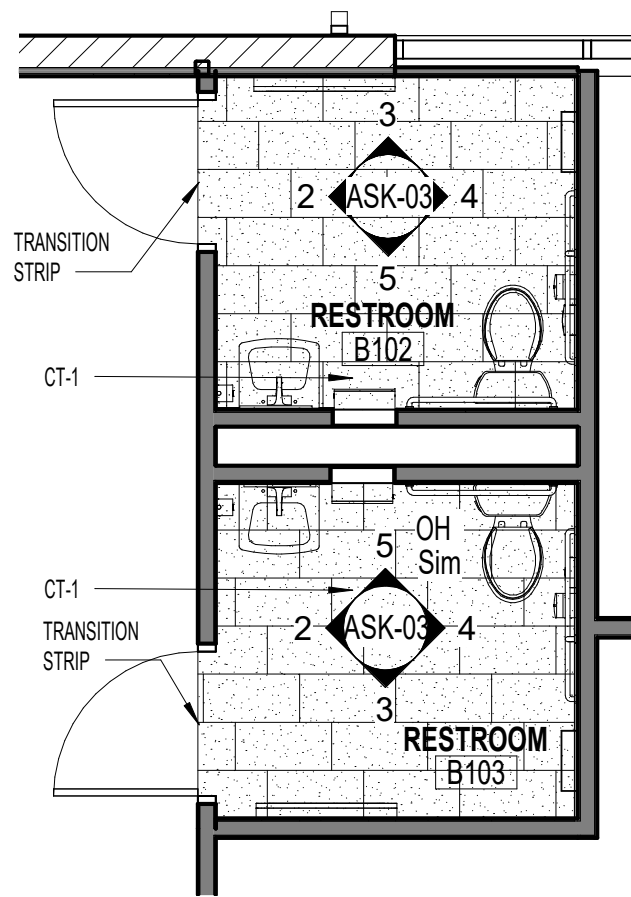 3
2 ASK-03 4
5
TRANSITION
STRIP
RESTROOM
B102
CT-1
OH
Sim
5
CT-1
2 ASK-03 4
TRANSITION
STRIP
3
RESTROOM
B103